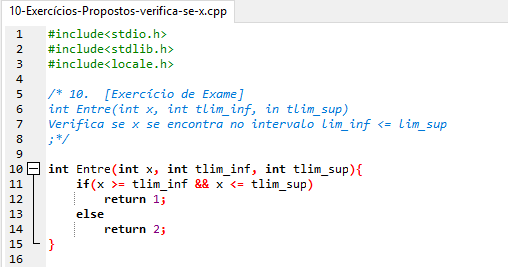 10-Exercícios-Propostos-verifica-se-x.cpp
1 #include<stdio.h>
2 #include<stdlib.h>
3 #include<locale.h>
4
5 /* 10.  [Exercício de Exame]
6 int Entre(int x, int tlim_inf, in tlim_sup)
7 Verifica se x se encontra no intervalo lim_inf <= lim_sup
8 ;*/
9
10 int Entre(int x, int tlim_inf, int tlim_sup){
11 if(x >= tlim_inf && x <= tlim_sup)
12 return 1;
13 else
14 return 2;
15 }
16